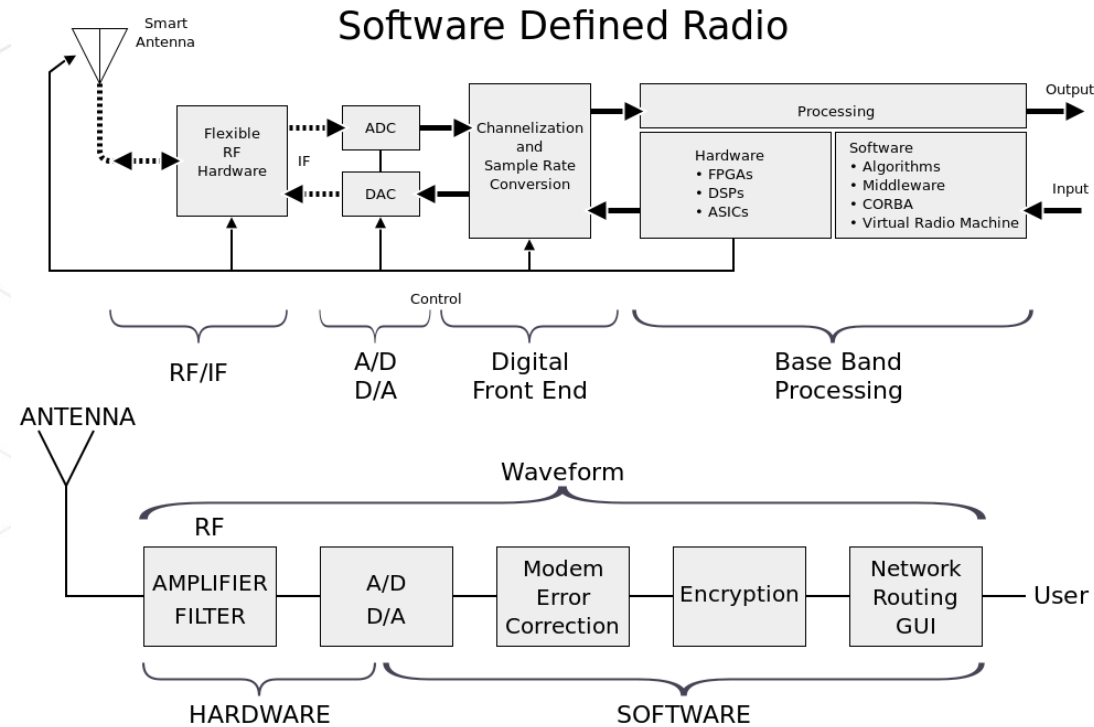 Software Defined Radio
Smart
Antenna
Flexible
RF
Hardware
IF
ADC
DAC
Channelization
and
Sample Rate
Conversion
Processing
Hardware
• FPGAs
• DSPs
• ASICs
Software
• Algorithms
• Middleware
• CORBA
• Virtual Radio Machine
Output
Input
Control
RF/IF
A/D
D/A
Digital
Front End
Base Band
Processing
ANTENNA
Waveform
RF
AMPLIFIER
FILTER
A/D
D/A
Modem
Error
Correction
Encryption
Network
Routing
GUI
User
HARDWARE
SOFTWARE